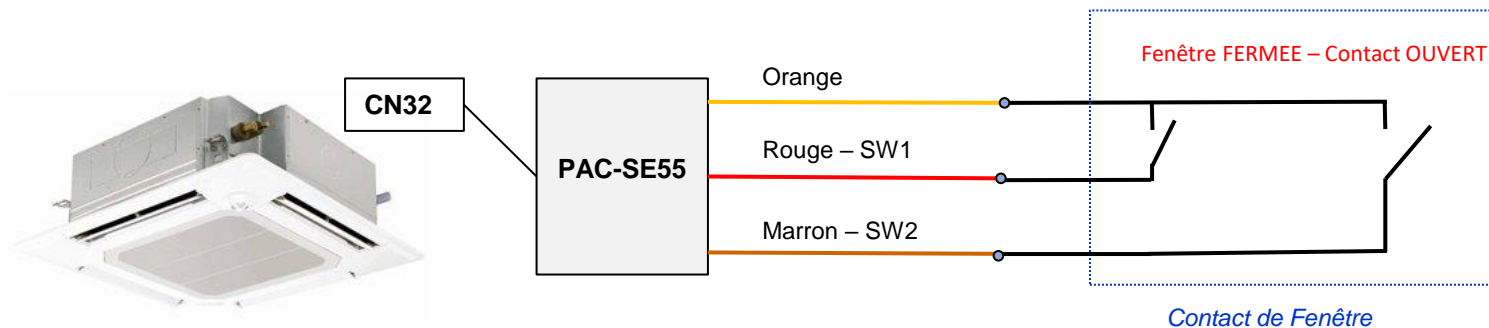 Fenêtre FERMEE – Contact OUVERT
Orange
CN32
Rouge – SW1
PAC-SE55
Marron – SW2
Contact de Fenêtre